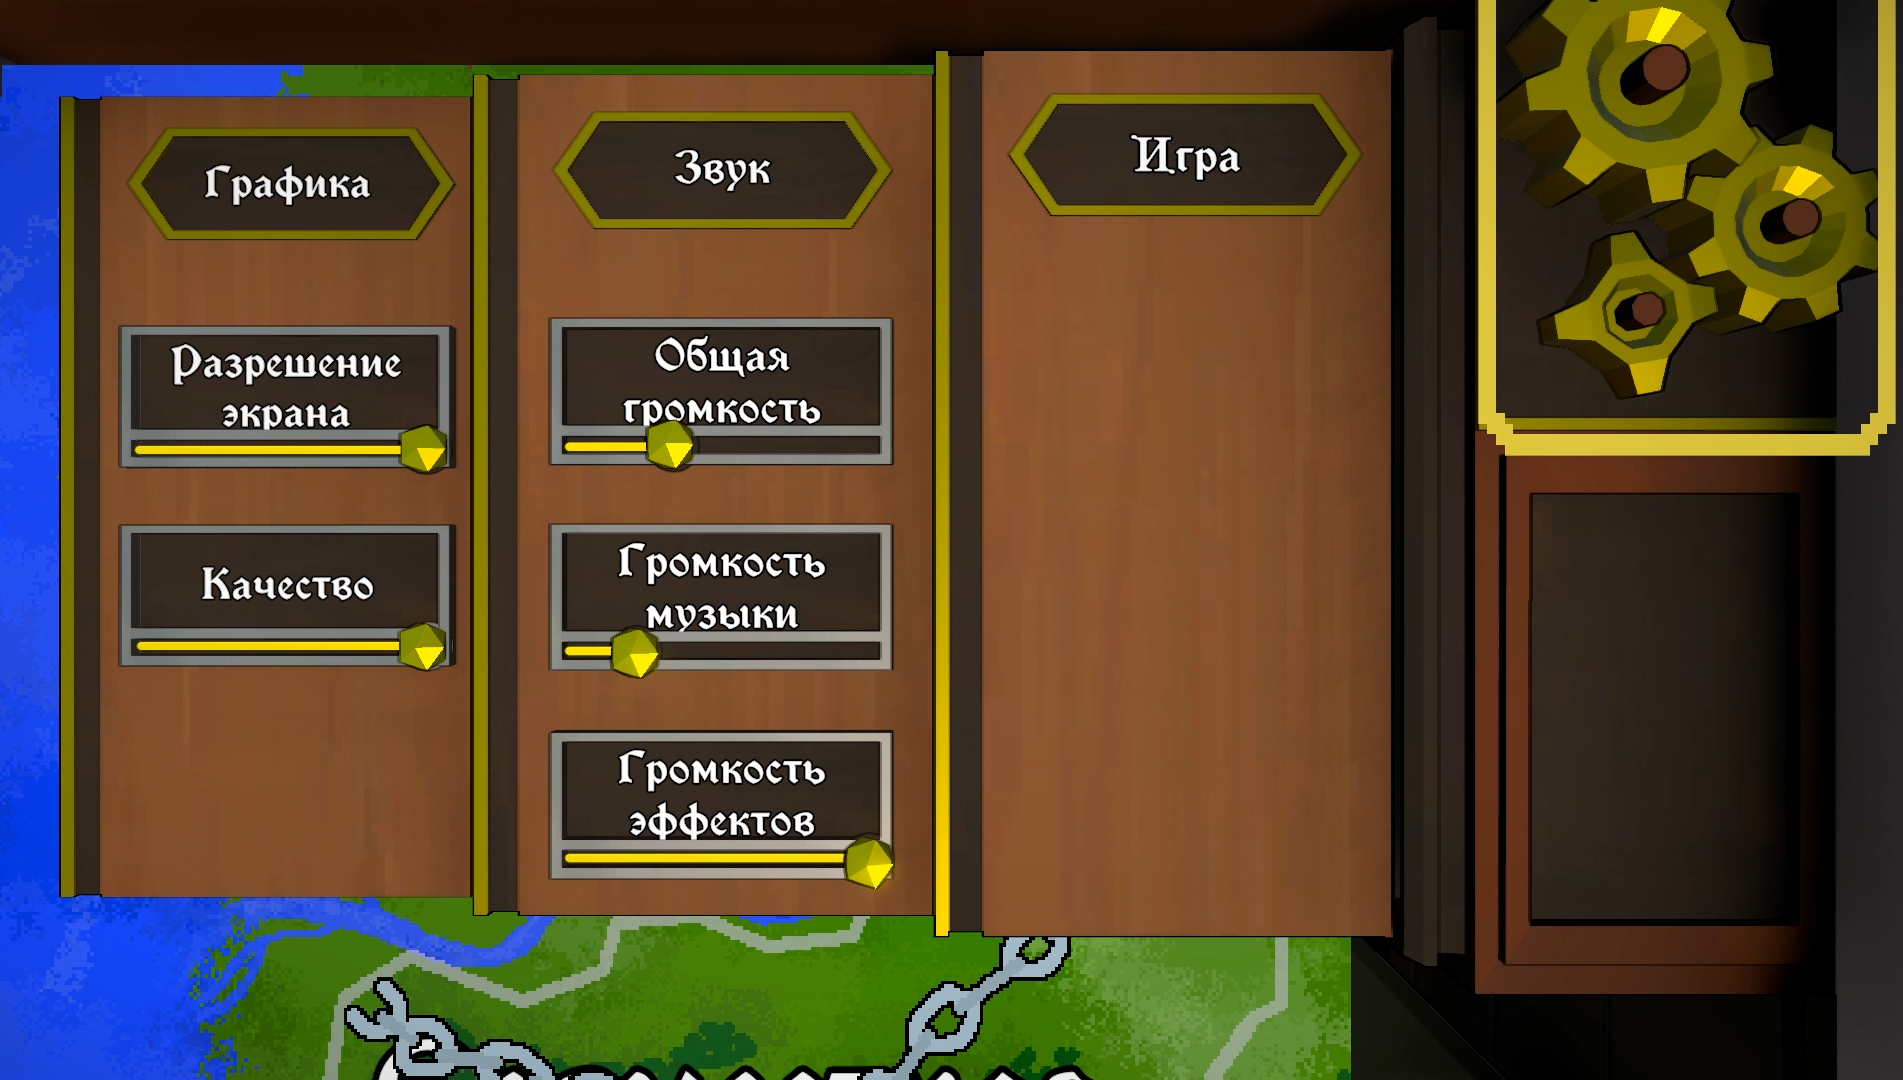 Графика
Разрешение
экрана
Качество
Звук
Общая
громкость
Громкость
музыки
Громкость
эффектов
Игра